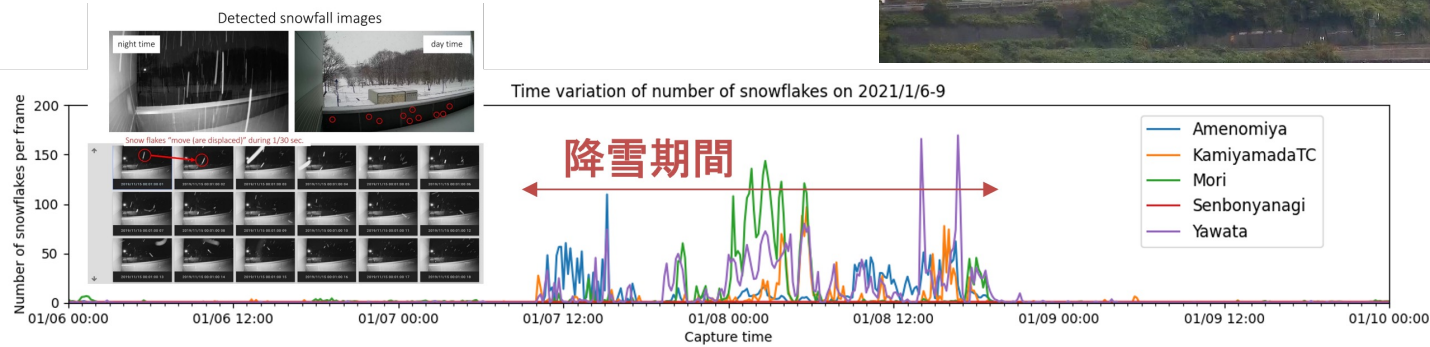 Detected snowfall images
night time
day time
Snow flakes "move (are displaced)" during 1/30 sec.
Time variation of number of snowflakes on 2021/1/6-9
降雪期間
Amenomiya
KamiyamadaTC
Mori
Senbonyanagi
Yawata
Number of snowflakes per frame
200
150
100
50
0
01/06 00:00
01/06 12:00
01/07 00:00
01/07 12:00
01/08 00:00
01/08 12:00
01/09 00:00
01/09 12:00
01/10 00:00
Capture time